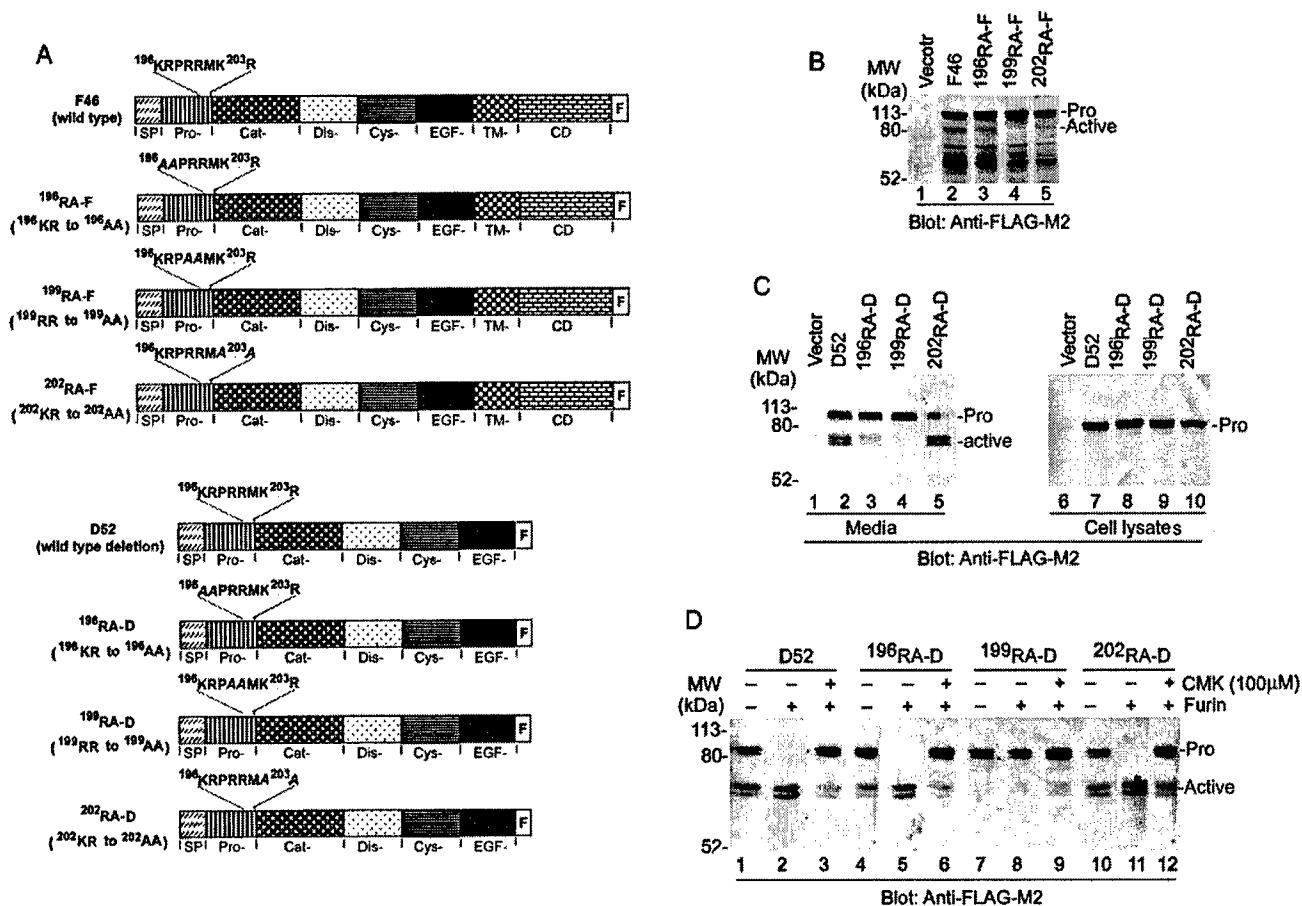 A
¹⁹⁶KRPRRMK²⁰³R
F46
(wild type)
F
SP Pro- Cat- Dis- Cys- EGF- TM- CD
¹⁹⁶AAPRRMK²⁰³R
¹⁹⁶RA-F
(¹⁹⁶KR to ¹⁹⁶AA)
F
SP Pro- Cat- Dis- Cys- EGF- TM- CD
¹⁹⁶KRPAAMK²⁰³R
¹⁹⁹RA-F
(¹⁹⁹RR to ¹⁹⁹AA)
F
SP Pro- Cat- Dis- Cys- EGF- TM- CD
¹⁹⁶KRPRRMA²⁰³A
²⁰²RA-F
(²⁰²KR to ²⁰²AA)
F
SP Pro- Cat- Dis- Cys- EGF- TM- CD
¹⁹⁶KRPRRMK²⁰³R
D52
(wild type deletion)
F
SP Pro- Cat- Dis- Cys- EGF-
¹⁹⁶AAPRRMK²⁰³R
¹⁹⁶RA-D
(¹⁹⁶KR to ¹⁹⁶AA)
F
SP Pro- Cat- Dis- Cys- EGF-
¹⁹⁶KRPAAMK²⁰³R
¹⁹⁹RA-D
(¹⁹⁹RR to ¹⁹⁹AA)
F
SP Pro- Cat- Dis- Cys- EGF-
¹⁹⁶KRPRRMA²⁰³A
²⁰²RA-D
(²⁰²KR to ²⁰²AA)
F
SP Pro- Cat- Dis- Cys- EGF-
B
MW
(kDa)
Vecotr
F46
¹⁹⁶RA-F
¹⁹⁹RA-F
²⁰²RA-F
113-
80-
52-
-Pro
-Active
1 2 3 4 5
Blot: Anti-FLAG-M2
C
MW
(kDa)
Vector
D52
¹⁹⁶RA-D
¹⁹⁹RA-D
²⁰²RA-D
113-
80-
52-
-Pro
-active
1 2 3 4 5
Media
Vector
D52
¹⁹⁶RA-D
¹⁹⁹RA-D
²⁰²RA-D
-Pro
6 7 8 9 10
Cell lysates
Blot: Anti-FLAG-M2
D
D52 ¹⁹⁶RA-D ¹⁹⁹RA-D ²⁰²RA-D
MW – – + – – + – – + – – + CMK (100μM)
(kDa) – + + – + + – + + – + + Furin
113-
80-
52-
-Pro
-Active
1 2 3 4 5 6 7 8 9 10 11 12
Blot: Anti-FLAG-M2